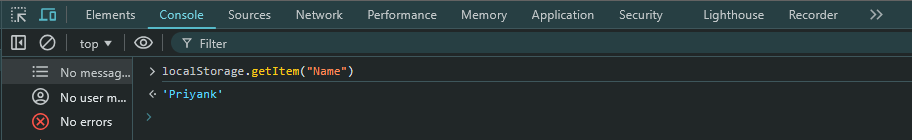 Elements Console Sources Network Performance Memory Application Security Lighthouse Recorder
top Filter
No messag... localStorage.getItem("Name")
No user m... 'Priyank'
No errors